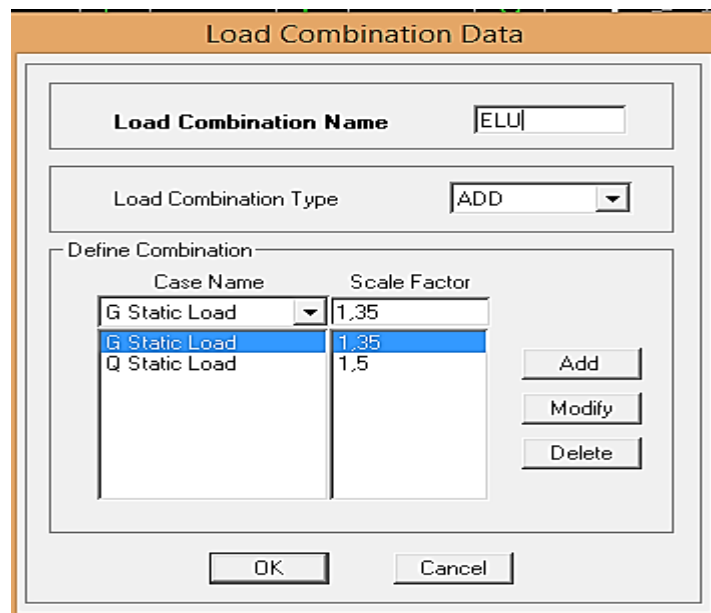 Load Combination Data
Load Combination Name ELU
Load Combination Type ADD
Define Combination
Case Name Scale Factor
G Static Load 1,35
G Static Load 1,35
Q Static Load 1,5
Add
Modify
Delete
OK Cancel